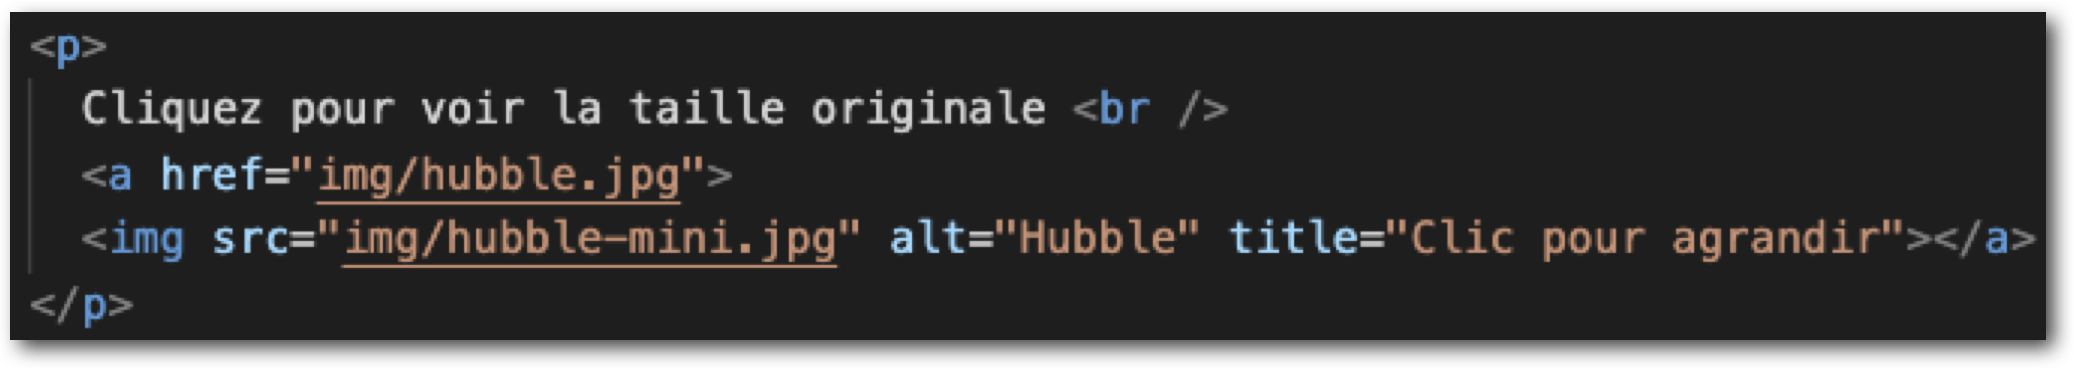 <p>
Cliquez pour voir la taille originale <br />
<a href="img/hubble.jpg">
<img src="img/hubble-mini.jpg" alt="Hubble" title="Clic pour agrandir"></a>
</p>